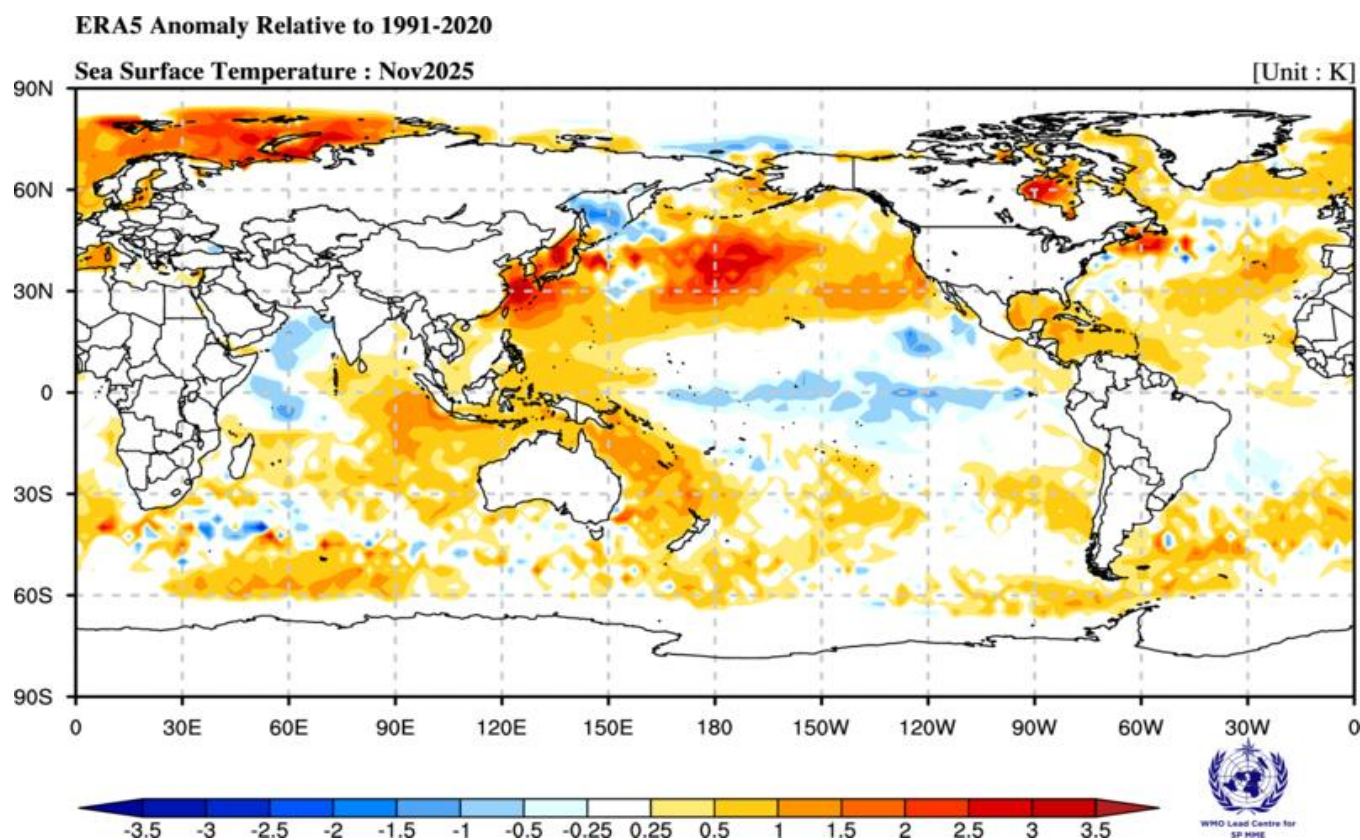 ERA5 Anomaly Relative to 1991-2020
Sea Surface Temperature : Nov2025
[Unit : K]
90N
60N
30N
0
30S
60S
90S
0 30E 60E 90E 120E 150E 180 150W 120W 90W 60W 30W 0
-3.5 -3 -2.5 -2 -1.5 -1 -0.5 -0.25 0.25 0.5 1 1.5 2 2.5 3 3.5
WMO Lead Centre for
SP MME